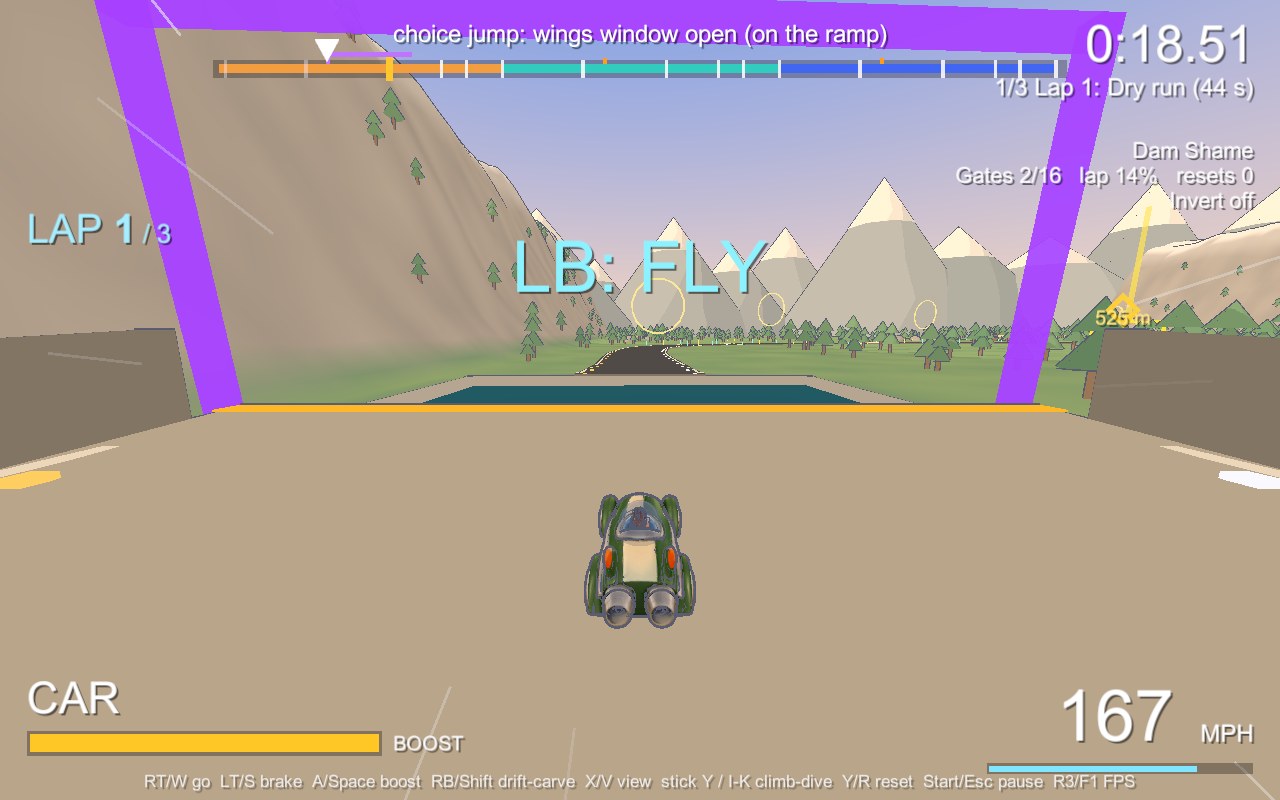 choice jump: wings window open (on the ramp)
0:18.51
1/3 Lap 1: Dry run (44 s)
Dam Shame
Gates 2/16 lap 14% resets 0
Invert off
LAP 1 / 3
LB: FLY
525 m
CAR
BOOST
167 MPH
RT/W go LT/S brake A/Space boost RB/Shift drift-carve X/V view stick Y / I-K climb-dive Y/R reset Start/Esc pause R3/F1 FPS